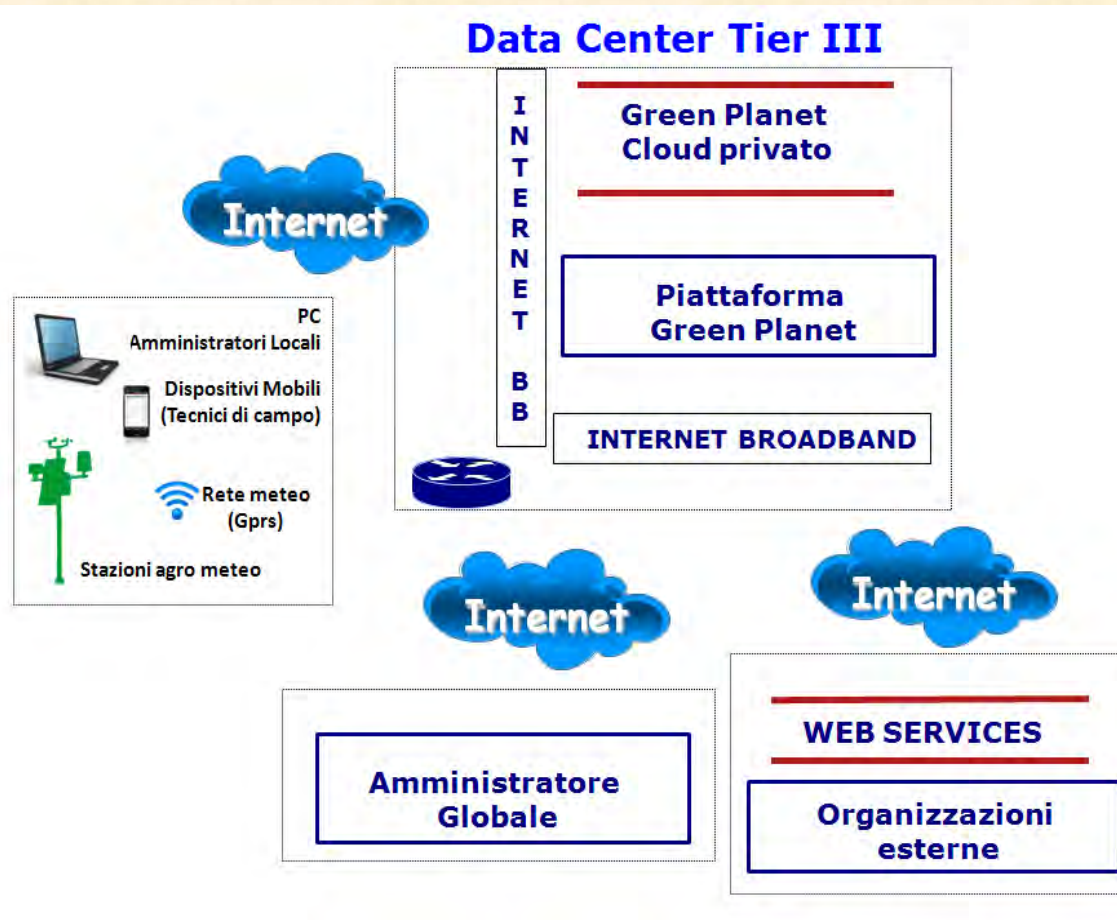 Data Center Tier III
INTERNET BB
Green Planet
Cloud privato
Internet
Piattaforma
Green Planet
INTERNET BROADBAND
PC
Amministratori Locali
Dispositivi Mobili
(Tecnici di campo)
Rete meteo
(Gprs)
Stazioni agro meteo
Internet
Internet
Amministratore
Globale
WEB SERVICES
Organizzazioni
esterne